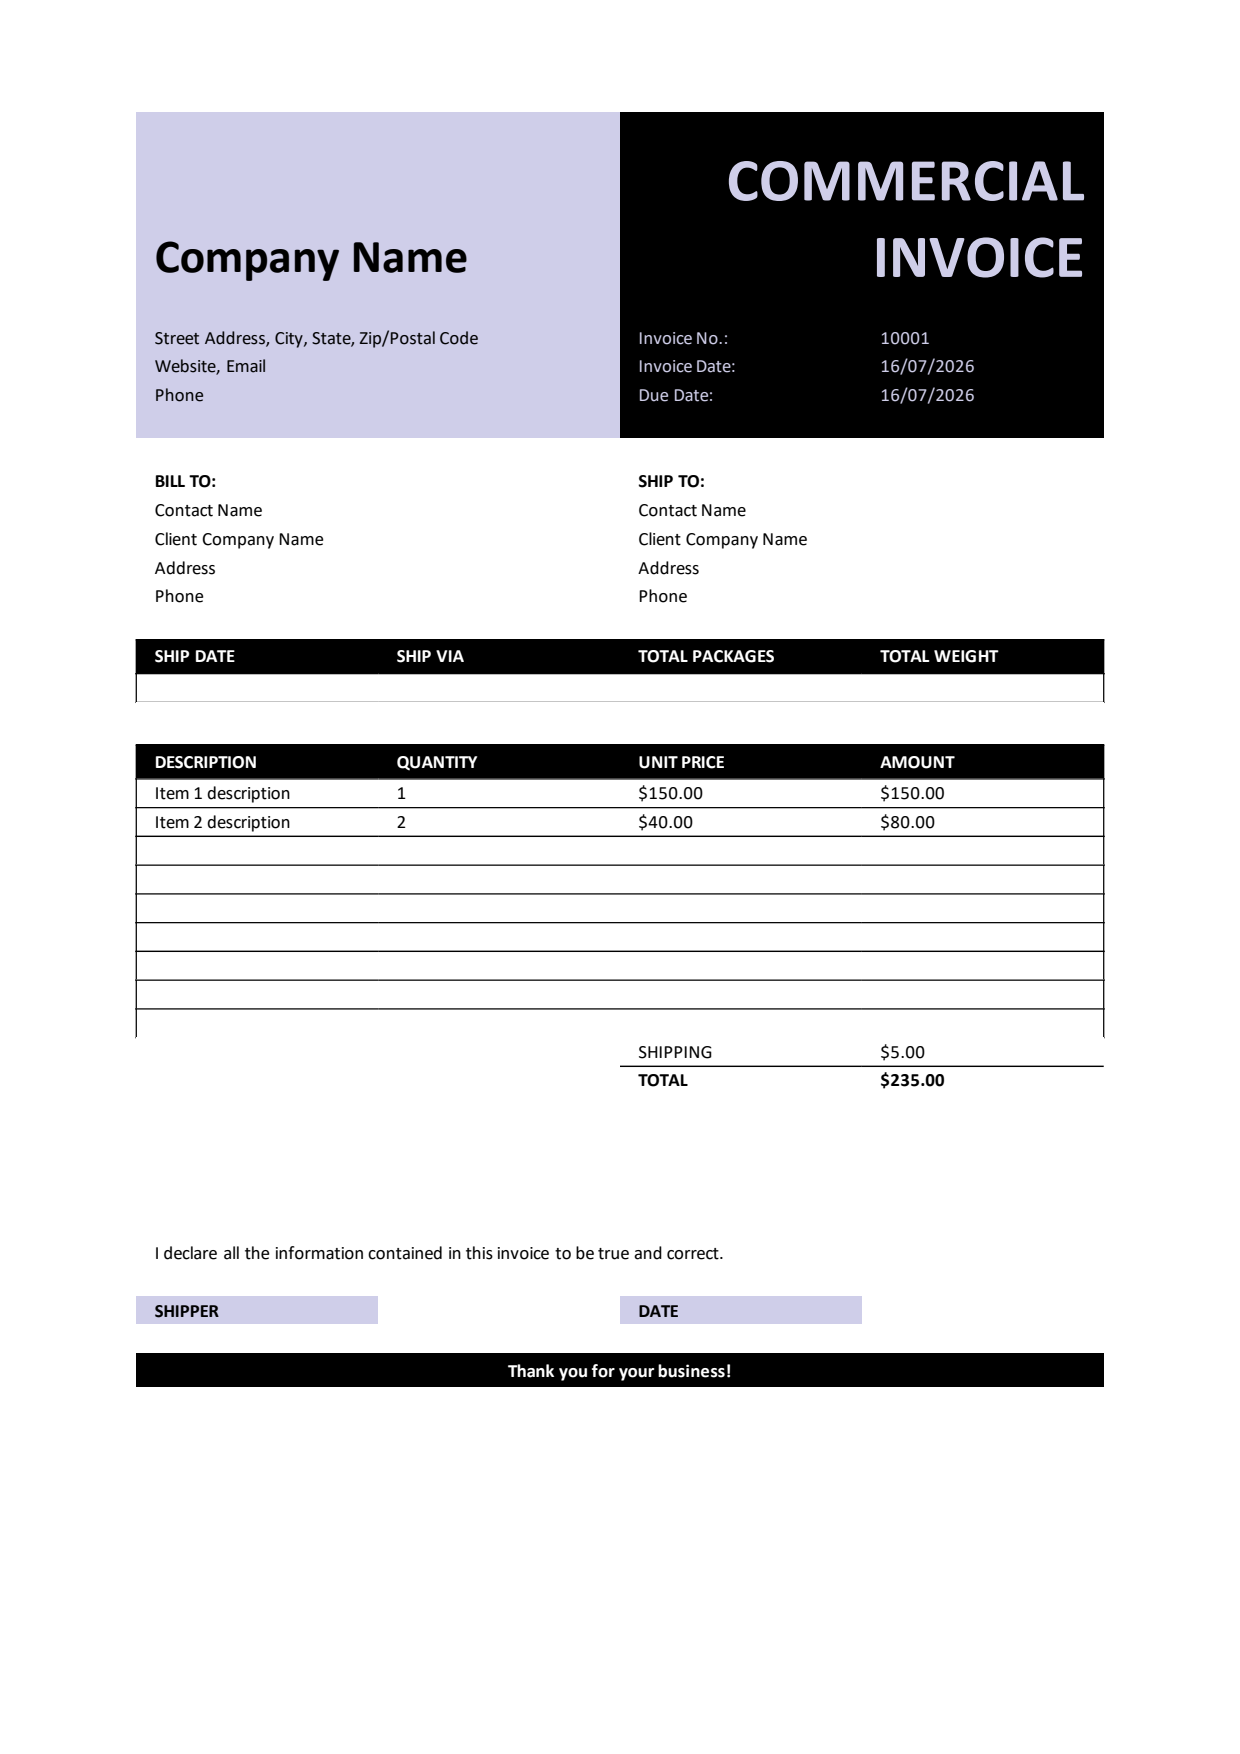 COMMERCIAL
INVOICE
Company Name
Street Address, City, State, Zip/Postal Code
Website, Email
Phone
Invoice No.: 10001
Invoice Date: 16/07/2026
Due Date: 16/07/2026
BILL TO:
Contact Name
Client Company Name
Address
Phone
SHIP TO:
Contact Name
Client Company Name
Address
Phone
SHIP DATE SHIP VIA TOTAL PACKAGES TOTAL WEIGHT
DESCRIPTION QUANTITY UNIT PRICE AMOUNT
Item 1 description 1 $150.00 $150.00
Item 2 description 2 $40.00 $80.00
SHIPPING $5.00
TOTAL $235.00
I declare all the information contained in this invoice to be true and correct.
SHIPPER DATE
Thank you for your business!